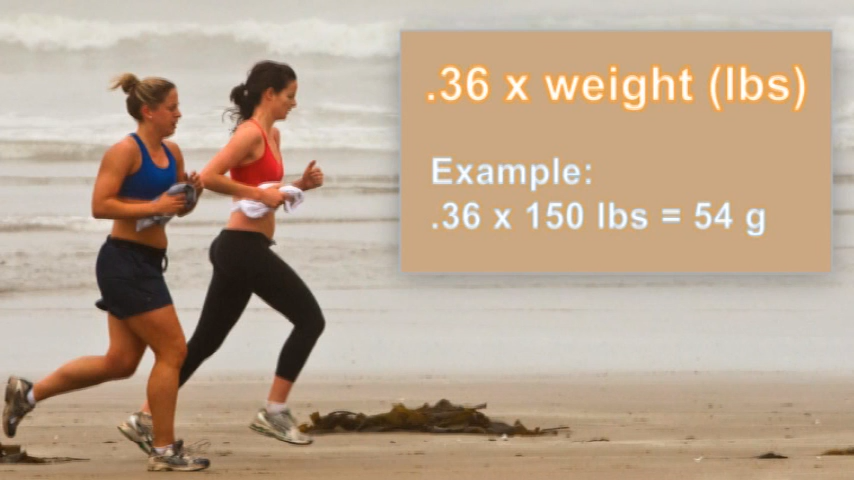 .36 x weight (lbs)
Example:
.36 x 150 lbs = 54 g